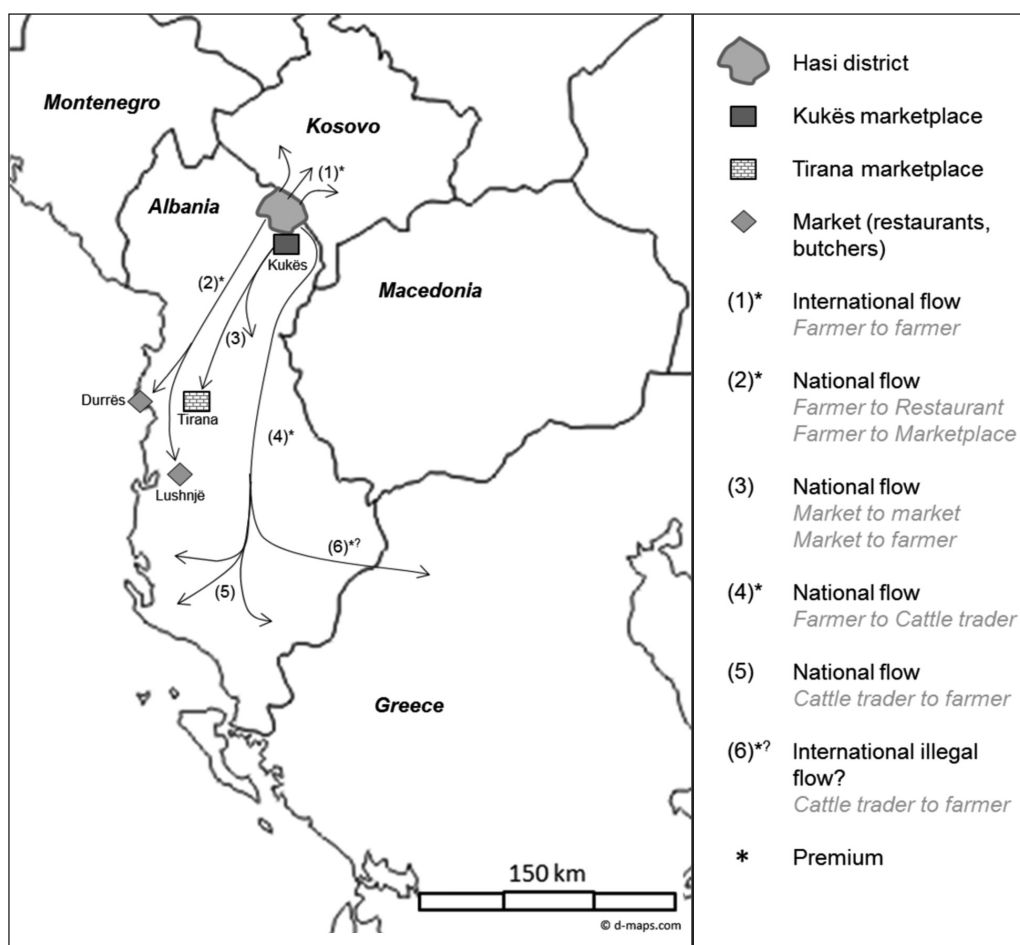 Montenegro
Kosovo
(1)*
Albania
Kukës
(2)*
Macedonia
(3)
Durrës
Tirana
(4)*
Lushnjë
(6)*?
(5)
Greece
150 km
© d-maps.com
Hasi district
Kukës marketplace
Tirana marketplace
Market (restaurants,
butchers)
(1)* International flow
Farmer to farmer
(2)* National flow
Farmer to Restaurant
Farmer to Marketplace
(3) National flow
Market to market
Market to farmer
(4)* National flow
Farmer to Cattle trader
(5) National flow
Cattle trader to farmer
(6)*? International illegal
flow?
Cattle trader to farmer
* Premium